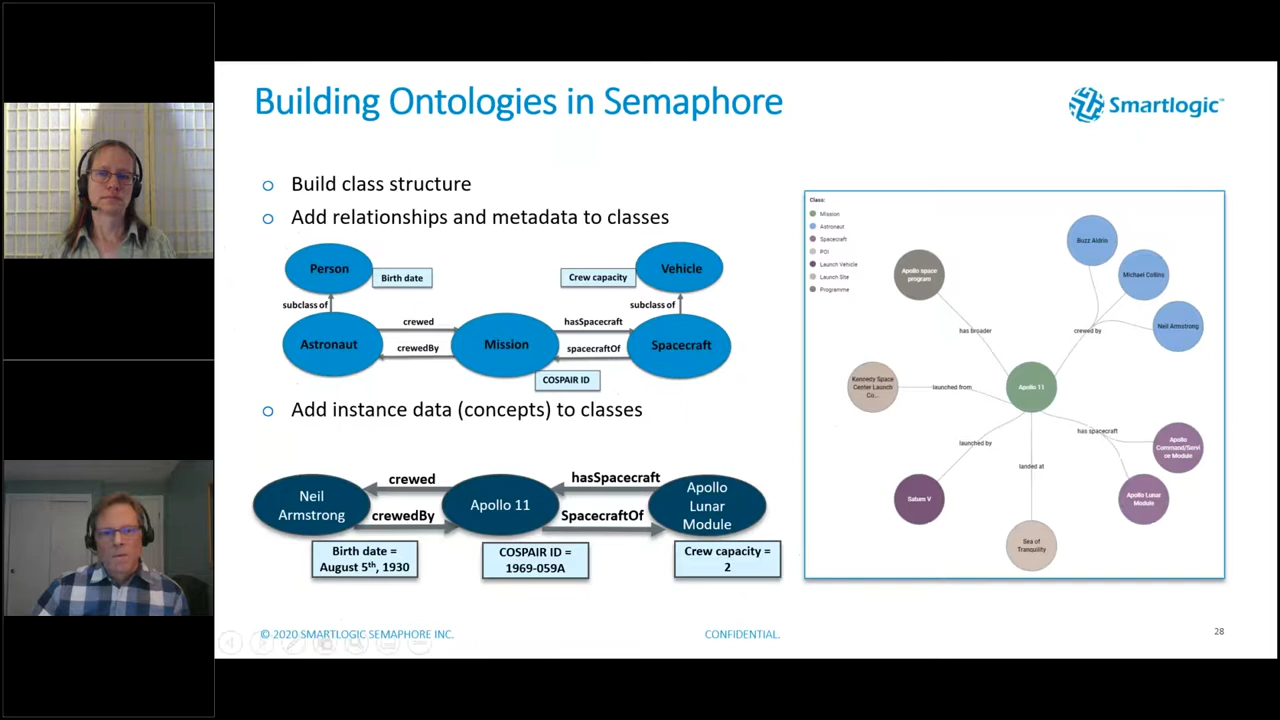 Building Ontologies in Semaphore
Smartlogic™
Build class structure
Add relationships and metadata to classes
Person
Birth date
Crew capacity
Vehicle
subclass of
subclass of
Astronaut
crewed
crewedBy
Mission
hasSpacecraft
spacecraftOf
Spacecraft
COSPAIR ID
Add instance data (concepts) to classes
Neil
Armstrong
crewed
crewedBy
Apollo 11
hasSpacecraft
SpacecraftOf
Apollo
Lunar
Module
Birth date =
August 5th, 1930
COSPAIR ID =
1969-059A
Crew capacity =
2
Class:
Mission
Astronaut
Spacecraft
POI
Launch Vehicle
Launch Site
Programme
Apollo space
program
has broader
Buzz Aldrin
Michael Collins
Neil Armstrong
crewed by
Kennedy Space
Center Launch
Co...
launched from
Apollo 11
launched by
has spacecraft
Apollo
Command/Servi
ce Module
landed at
Saturn V
Apollo Lunar
Module
Sea of
Tranquility
© 2020 SMARTLOGIC SEMAPHORE INC.
CONFIDENTIAL.
28